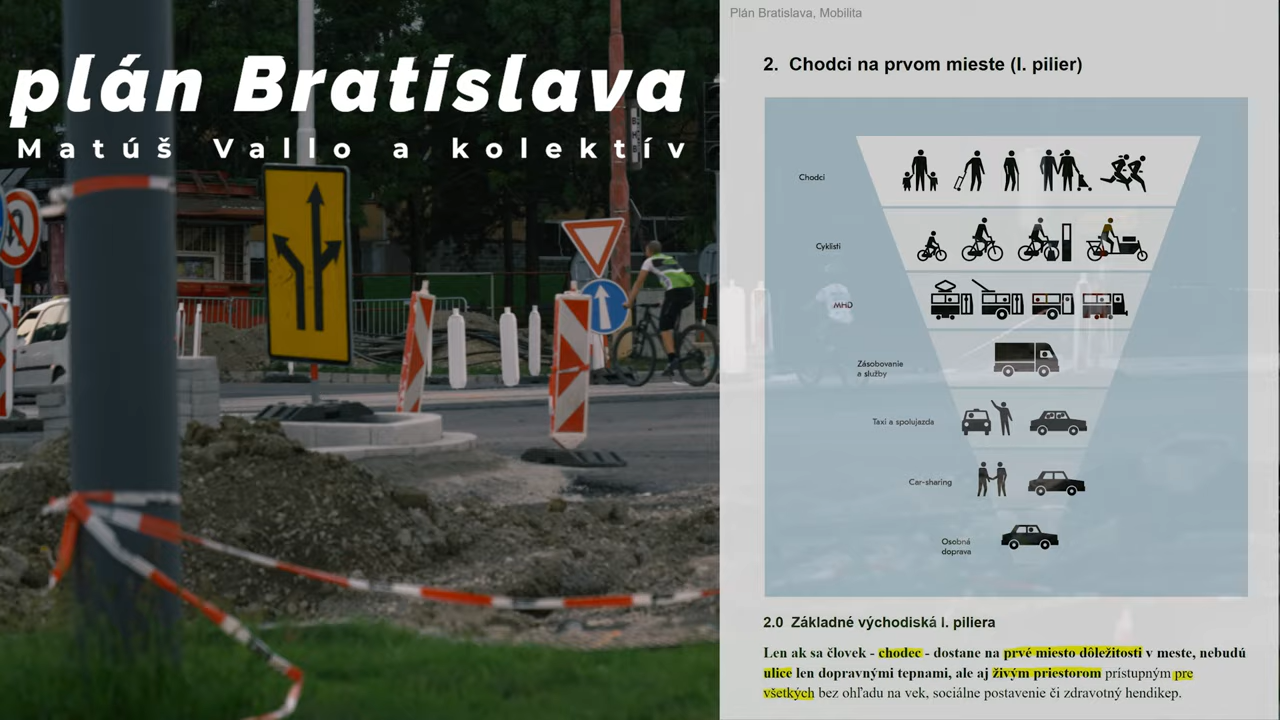 plán Bratislava
Matúš Vallo a kolektív
Plán Bratislava, Mobilita
2. Chodci na prvom mieste (I. pilier)
Chodci
Cyklisti
MHD
Zásobovanie
a služby
Taxi a spolujazda
Car-sharing
Osobná
doprava
2.0 Základné východiská I. piliera
Len ak sa človek - chodec - dostane na prvé miesto dôležitosti v meste, nebudú
ulice len dopravnými tepnami, ale aj živým priestorom prístupným pre
všetkých bez ohľadu na vek, sociálne postavenie či zdravotný hendikep.